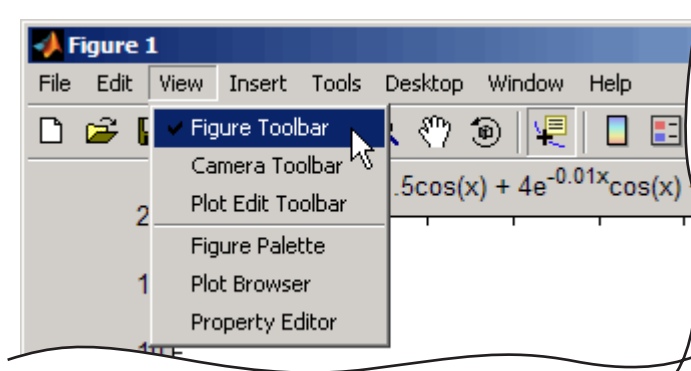 Figure 1
File Edit View Insert Tools Desktop Window Help
Figure Toolbar
Camera Toolbar
.5cos(x) + 4e-0.01xcos(x)
Plot Edit Toolbar
2
Figure Palette
1
Plot Browser
Property Editor